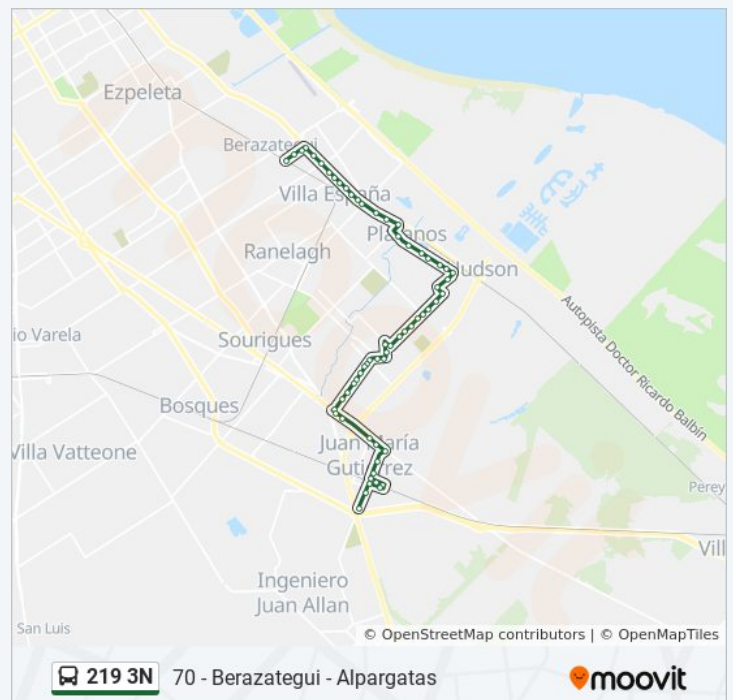 Ezpeleta
Berazategui
Villa España
Plátanos
Ranelagh
Hudson
Autopista Doctor Ricardo Balbín
io Varela
Sourigues
Bosques
Juan María
Gutiérrez
Villa Vatteone
Perey
Vill
Ingeniero
Juan Allan
San Luis
© OpenStreetMap contributors | © OpenMapTiles
219 3N 70 - Berazategui - Alpargatas
moovit